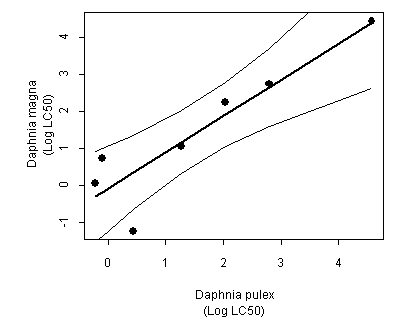 Daphnia magna
(Log LC50)
4
3
2
1
0
-1
0 1 2 3 4
Daphnia pulex
(Log LC50)